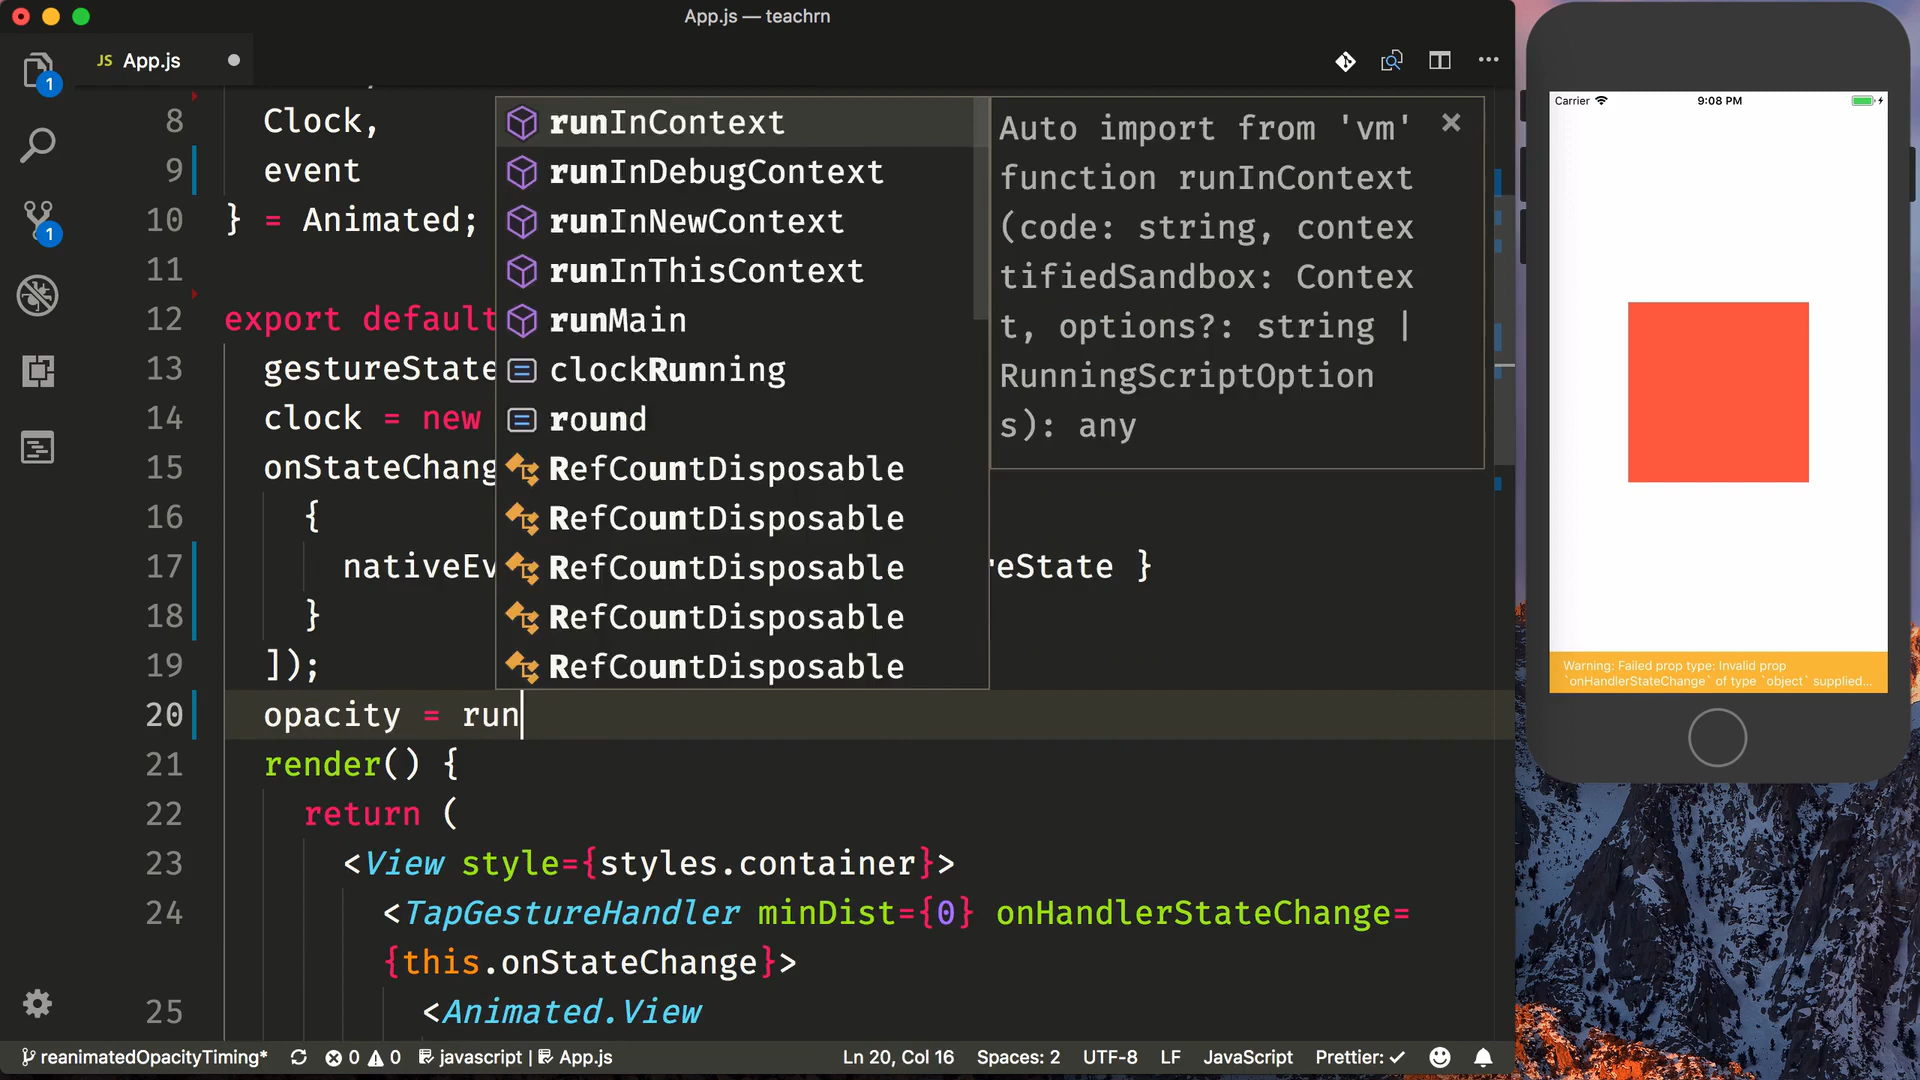 App.js — teachrn
JS App.js
1
1
8 Clock,
9 event
10 } = Animated;
11
12 export default
13 gestureState
14 clock = new
15 onStateChang
16 {
17 nativeEv reState }
18 }
19 ]);
20 opacity = run
21 render() {
22 return (
23 <View style={styles.container}>
24 <TapGestureHandler minDist={0} onHandlerStateChange=
{this.onStateChange}>
25 <Animated.View
runInContext
runInDebugContext
runInNewContext
runInThisContext
runMain
clockRunning
round
RefCountDisposable
RefCountDisposable
RefCountDisposable
RefCountDisposable
RefCountDisposable
Auto import from 'vm'
function runInContext
(code: string, contex
tifiedSandbox: Contex
t, options?: string |
RunningScriptOption
s): any
reanimatedOpacityTiming* 0 0 javascript | App.js Ln 20, Col 16 Spaces: 2 UTF-8 LF JavaScript Prettier: ✓
Carrier 9:08 PM
Warning: Failed prop type: Invalid prop
`onHandlerStateChange` of type `object` supplied...